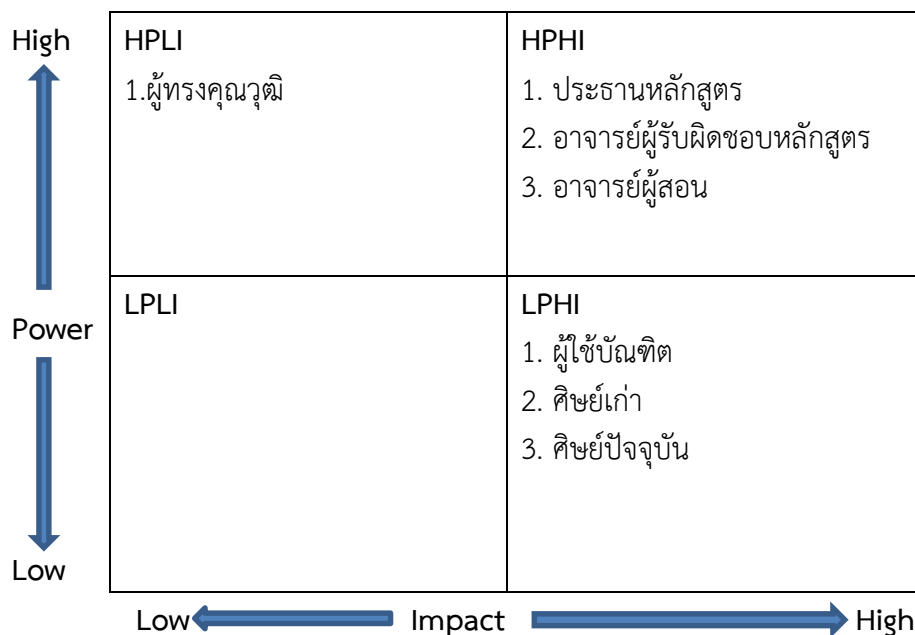 High
HPLI
1.ผู้ทรงคุณวุฒิ
HPHI
1. ประธานหลักสูตร
2. อาจารย์ผู้รับผิดชอบหลักสูตร
3. อาจารย์ผู้สอน
Power
LPLI
LPHI
1. ผู้ใช้บัณฑิต
2. ศิษย์เก่า
3. ศิษย์ปัจจุบัน
Low
Low Impact High